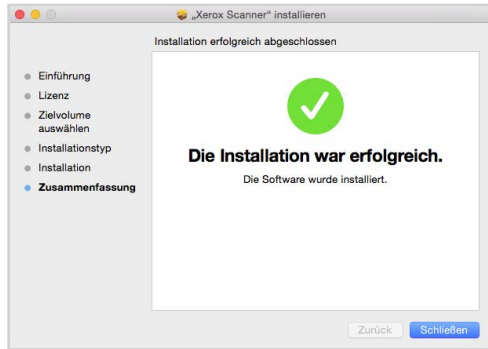 „Xerox Scanner“ installieren
Installation erfolgreich abgeschlossen
Einführung
Lizenz
Zielvolume
auswählen
Installationstyp
Installation
Zusammenfassung
Die Installation war erfolgreich.
Die Software wurde installiert.
Zurück
Schließen